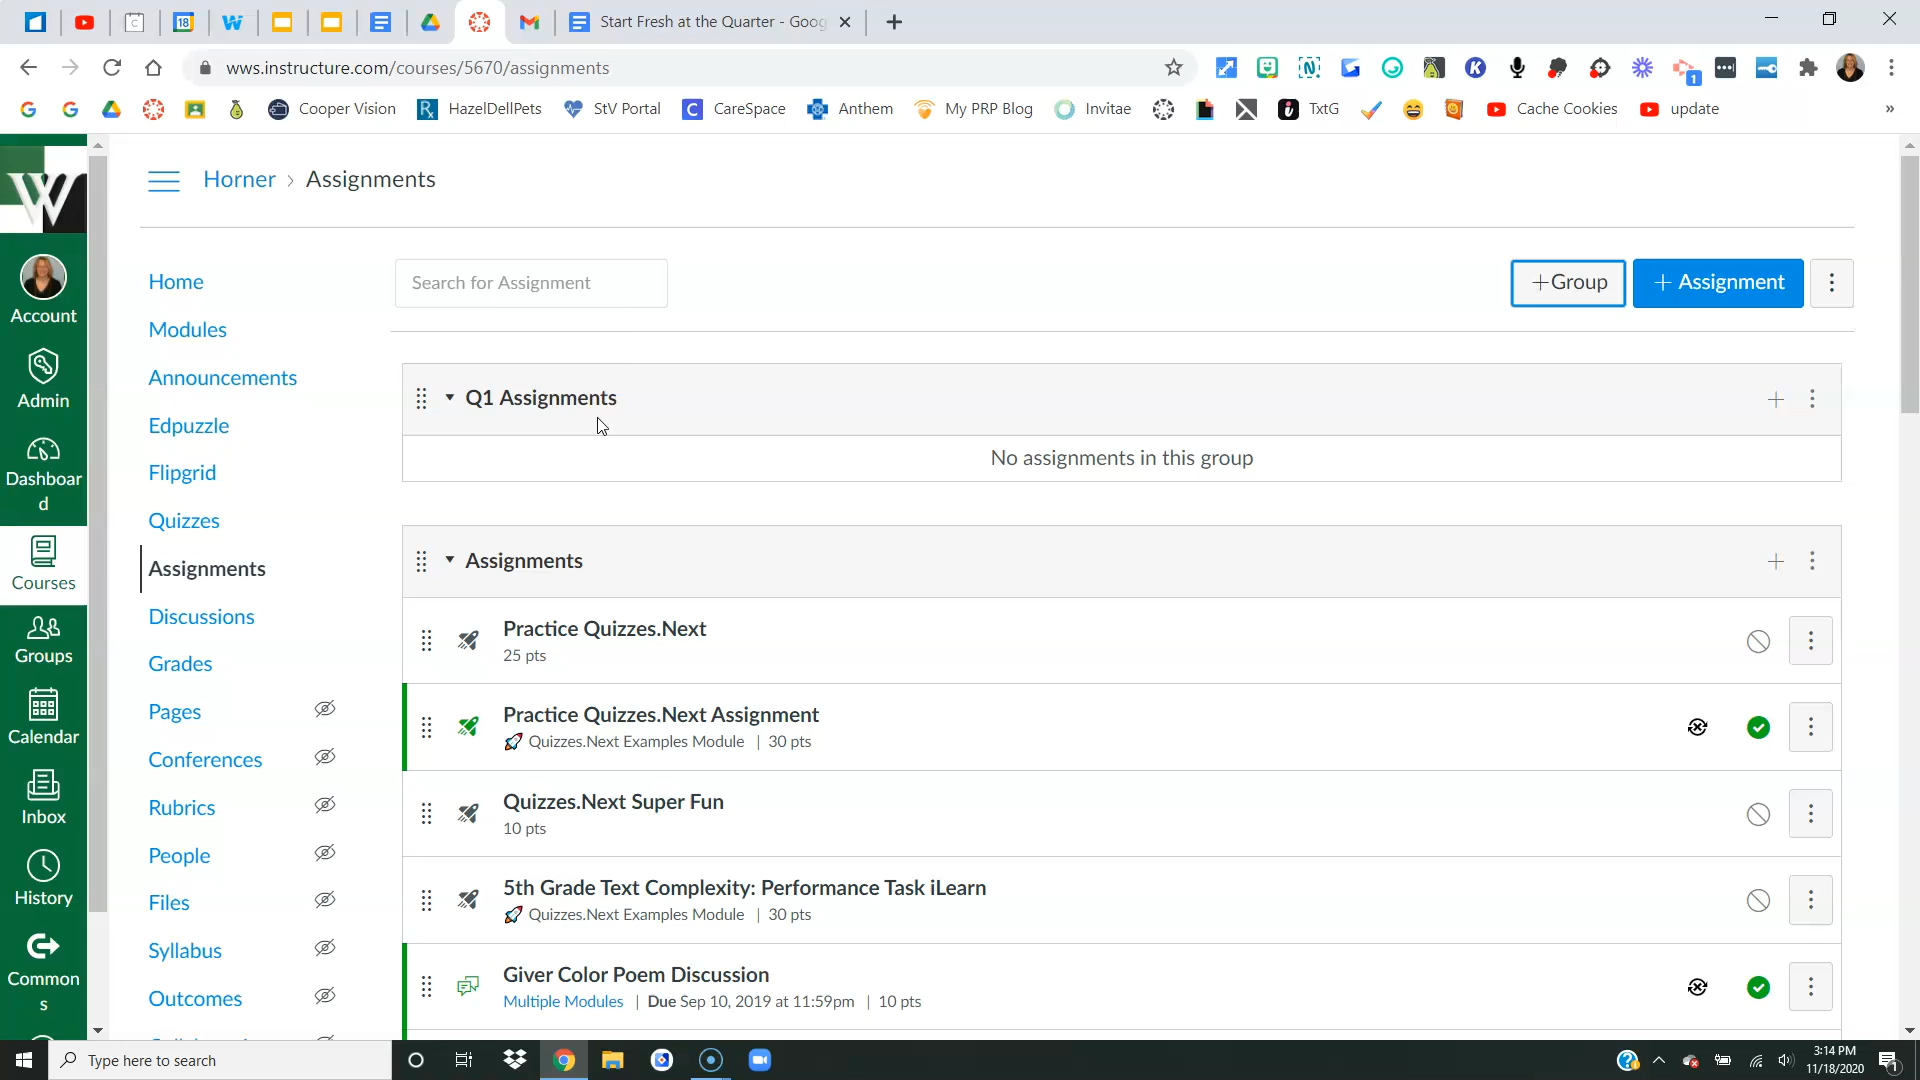 18
Start Fresh at the Quarter - Goog
wws.instructure.com/courses/5670/assignments
1
Cooper Vision
HazelDellPets
StV Portal
CareSpace
Anthem
My PRP Blog
Invitae
TxtG
Cache Cookies
update
»
W
Account
Admin
Dashboar
d
Courses
Groups
Calendar
Inbox
History
Common
s
Horner › Assignments
Home
Modules
Announcements
Edpuzzle
Flipgrid
Quizzes
Assignments
Discussions
Grades
Pages
Conferences
Rubrics
People
Files
Syllabus
Outcomes
Search for Assignment
+Group
+ Assignment
Q1 Assignments
No assignments in this group
Assignments
Practice Quizzes.Next
25 pts
Practice Quizzes.Next Assignment
Quizzes.Next Examples Module | 30 pts
Quizzes.Next Super Fun
10 pts
5th Grade Text Complexity: Performance Task iLearn
Quizzes.Next Examples Module | 30 pts
Giver Color Poem Discussion
Multiple Modules | Due Sep 10, 2019 at 11:59pm | 10 pts
Type here to search
3:14 PM
11/18/2020
1